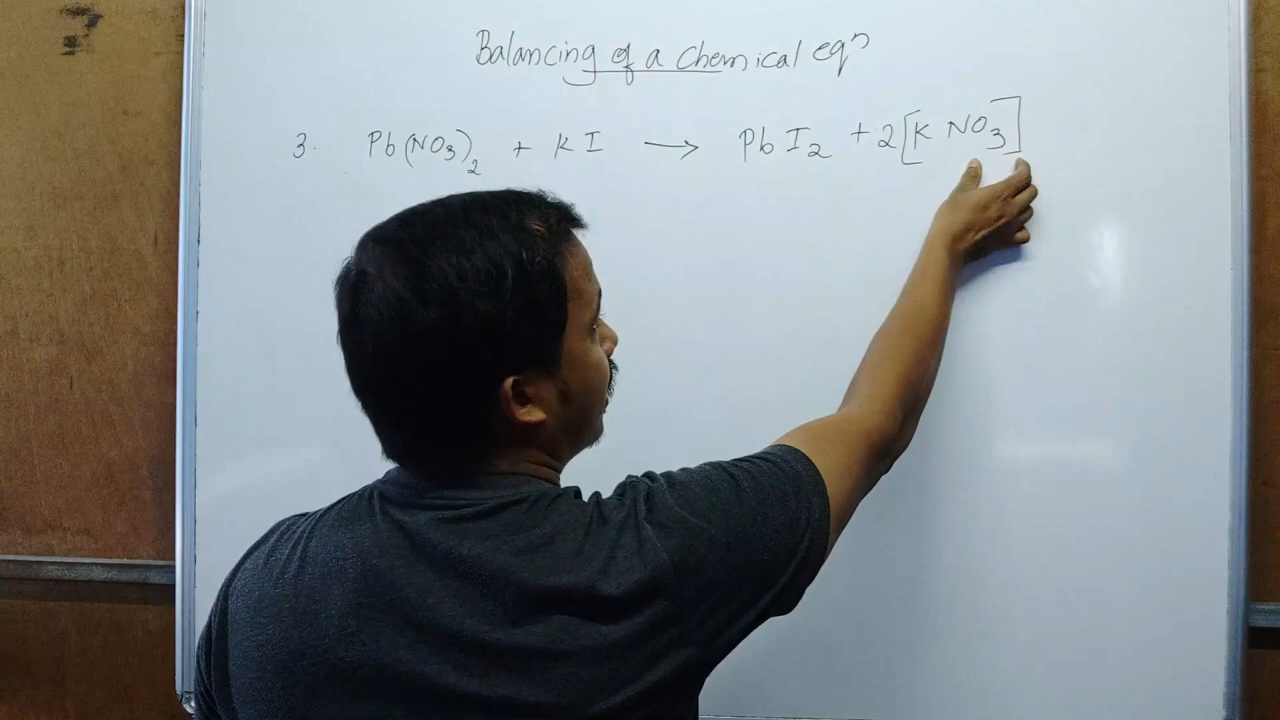 Balancing of a chemical eqn
3. Pb(NO3)2 + KI → PbI2 + 2[KNO3]